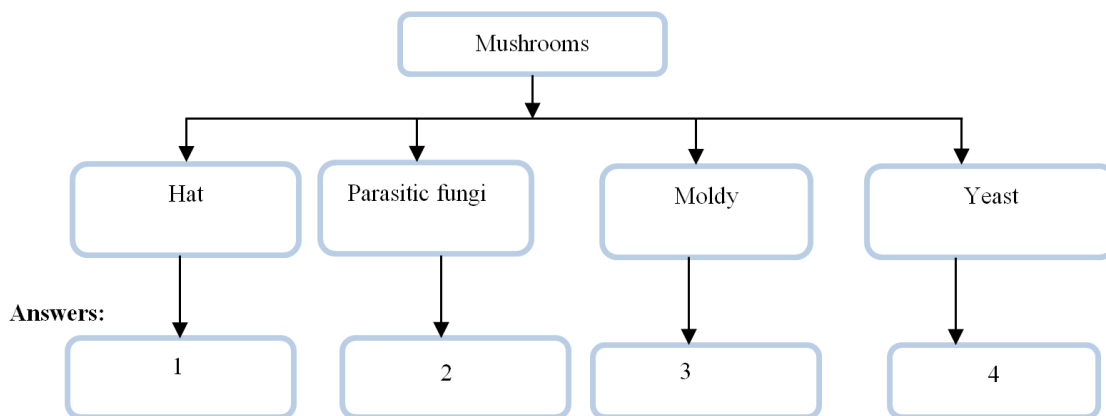 Mushrooms
Hat
Parasitic fungi
Moldy
Yeast
Answers:
1
2
3
4